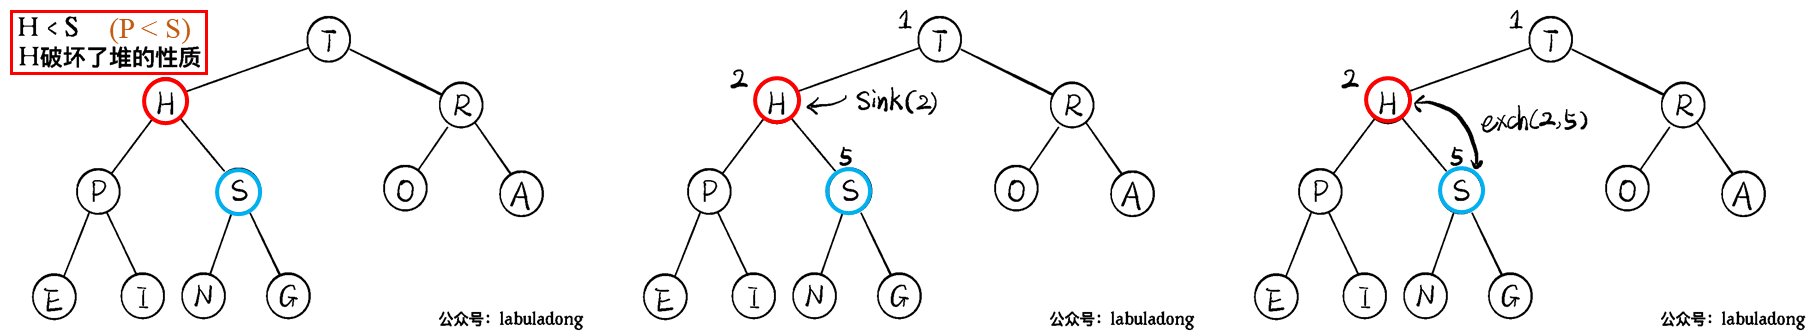 H < S (P < S)
H破坏了堆的性质
T
H
R
P
S
O
A
E
I
N
G
公众号：labuladong
1
T
2
H
Sink(2)
R
5
P
S
O
A
E
I
N
G
公众号：labuladong
1
T
2
H
exch(2,5)
R
5
P
S
O
A
E
I
N
G
公众号：labuladong